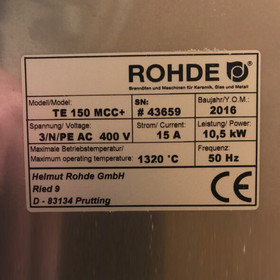 ROHDE
Brennöfen und Maschinen für Keramik, Glas und Metall
Modell/Model: SN: Baujahr/Y.O.M.:
TE 150 MCC+ # 43659 2016
Spannung/ Voltage: Strom/ Current: Leistung/ Power:
3/N/PE AC 400 V 15 A 10,5 kW
Maximale Betriebstemperatur/ Frequenz:
Maximum operating temperature: 1320 °C 50 Hz
Helmut Rohde GmbH
Ried 9
D - 83134 Prutting
CE